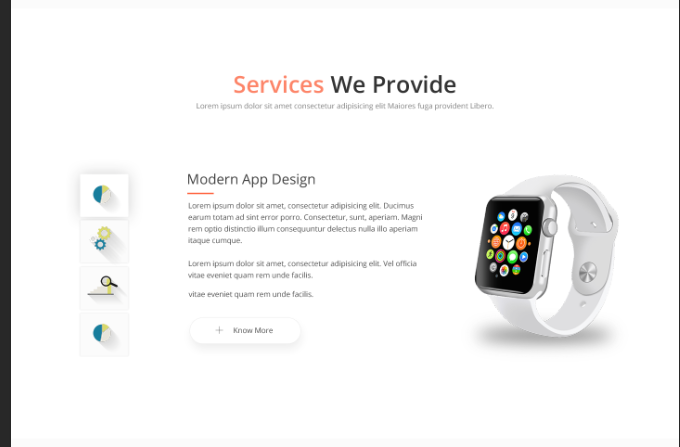 Services We Provide
Lorem ipsum dolor sit amet consectetur adipisicing elit Maiores fuga provident Libero.
Modern App Design
Lorem ipsum dolor sit amet, consectetur adipisicing elit. Ducimus
earum totam ad sint error porro. Consectetur, sunt, aperiam. Magni
rem optio distinctio illum consequuntur delectus nulla illo aperiam
itaque cumque.
Lorem ipsum dolor sit amet, consectetur adipisicing elit. Vel officia
vitae eveniet quam rem unde facilis.
vitae eveniet quam rem unde facilis.
Know More